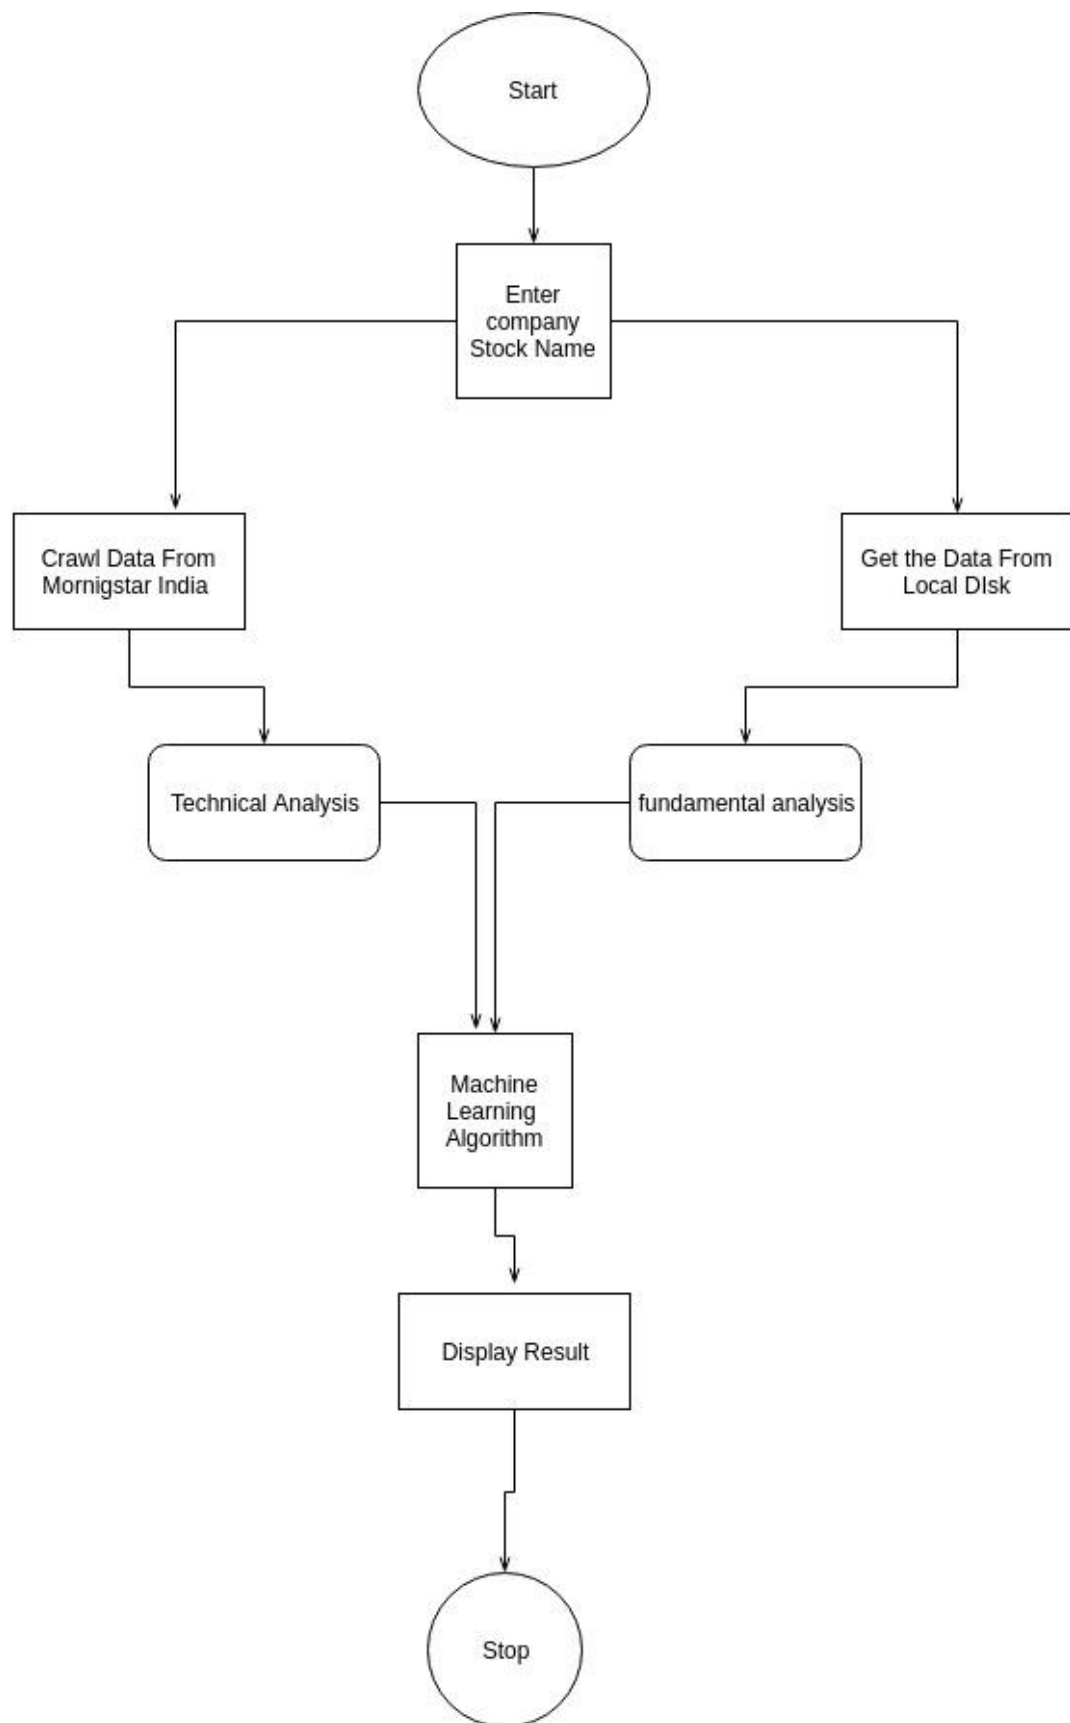 Start
Enter
company
Stock Name
Crawl Data From
Mornigstar India
Get the Data From
Local DIsk
Technical Analysis
fundamental analysis
Machine
Learning
Algorithm
Display Result
Stop